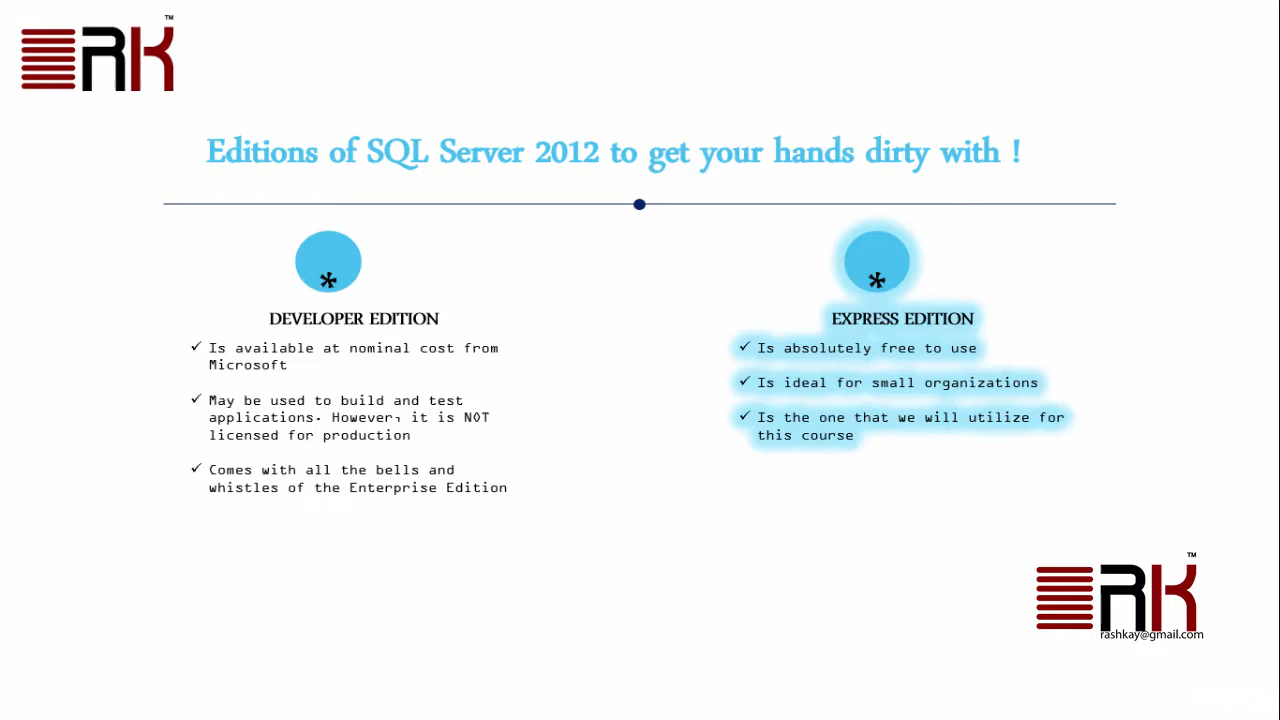 RK™
Editions of SQL Server 2012 to get your hands dirty with !
*
DEVELOPER EDITION
✓ Is available at nominal cost from
Microsoft
✓ May be used to build and test
applications. However, it is NOT
licensed for production
✓ Comes with all the bells and
whistles of the Enterprise Edition
*
EXPRESS EDITION
✓ Is absolutely free to use
✓ Is ideal for small organizations
✓ Is the one that we will utilize for
this course
RK™
rashkay@gmail.com